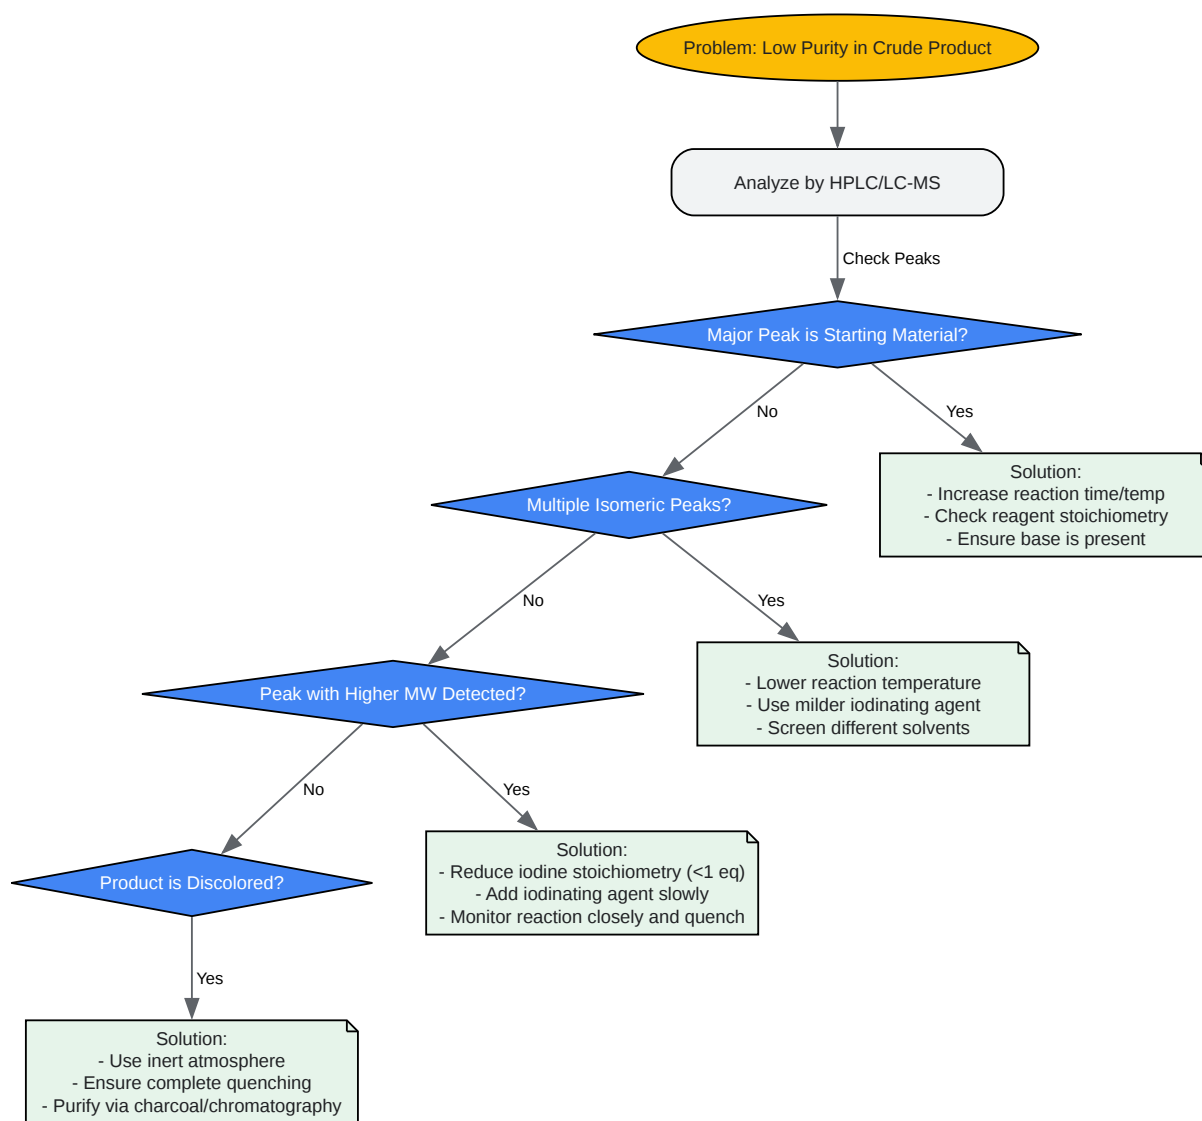 Problem: Low Purity in Crude Product
Analyze by HPLC/LC-MS
Check Peaks
Major Peak is Starting Material?
No
Yes
Solution:
- Increase reaction time/temp
- Check reagent stoichiometry
- Ensure base is present
Multiple Isomeric Peaks?
No
Yes
Solution:
- Lower reaction temperature
- Use milder iodinating agent
- Screen different solvents
Peak with Higher MW Detected?
No
Yes
Solution:
- Reduce iodine stoichiometry (<1 eq)
- Add iodinating agent slowly
- Monitor reaction closely and quench
Product is Discolored?
Yes
Solution:
- Use inert atmosphere
- Ensure complete quenching
- Purify via charcoal/chromatography